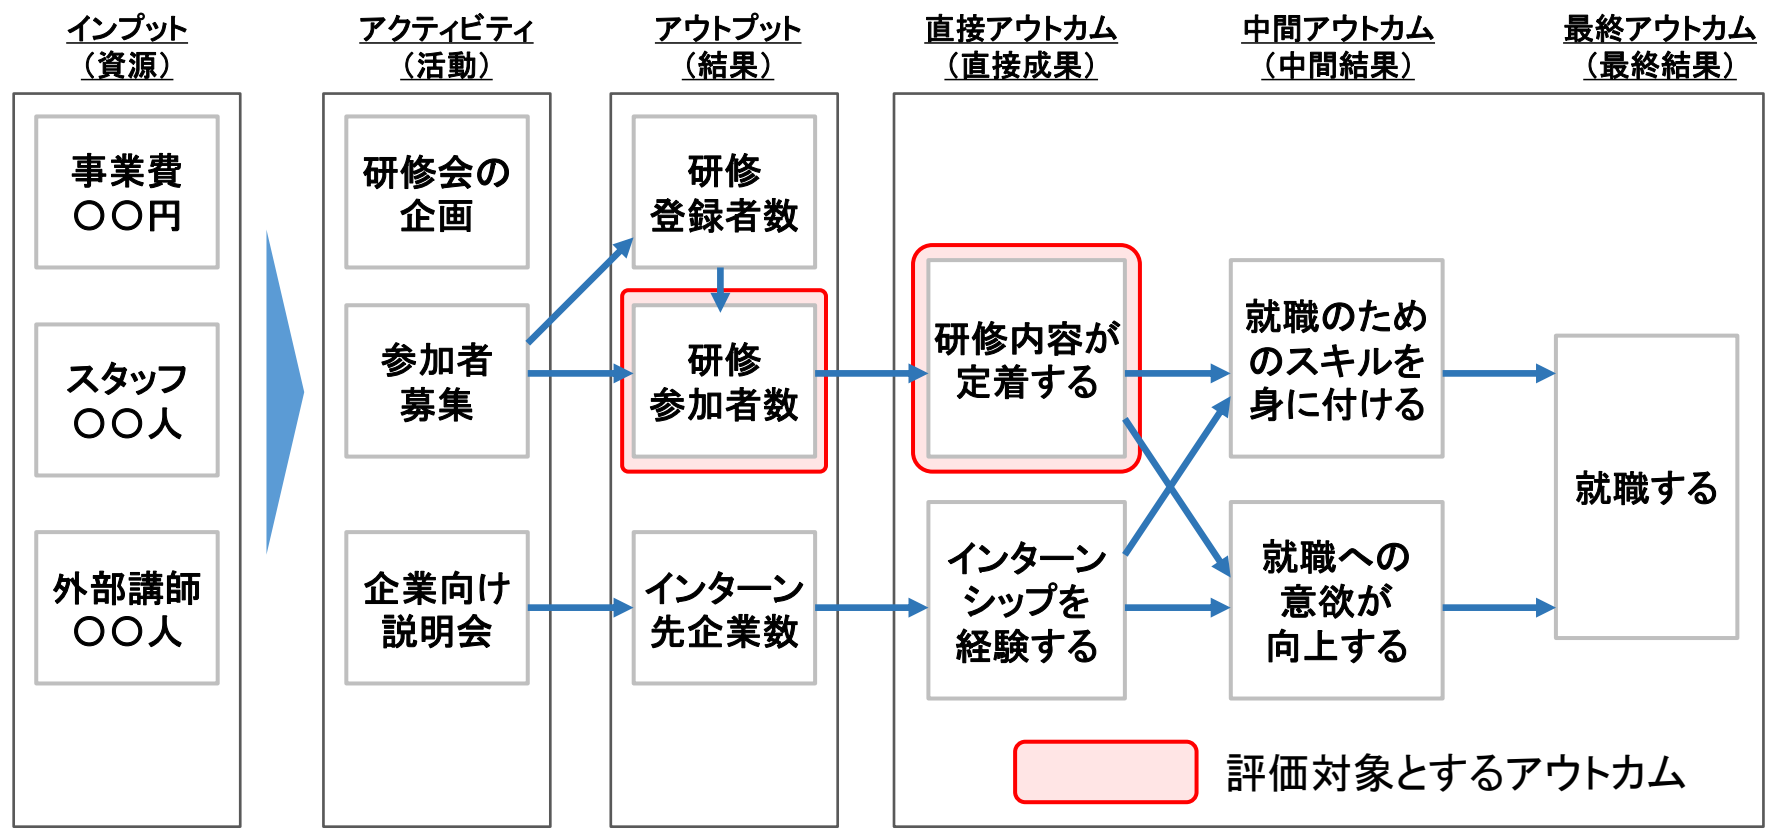 インプット
（資源）
アクティビティ
（活動）
アウトプット
（結果）
直接アウトカム
（直接成果）
中間アウトカム
（中間結果）
最終アウトカム
（最終結果）
事業費
〇〇円
スタッフ
〇〇人
外部講師
〇〇人
研修会の
企画
参加者
募集
企業向け
説明会
研修
登録者数
研修
参加者数
インターン
先企業数
研修内容が
定着する
インターン
シップを
経験する
就職のため
のスキルを
身に付ける
就職への
意欲が
向上する
就職する
評価対象とするアウトカム